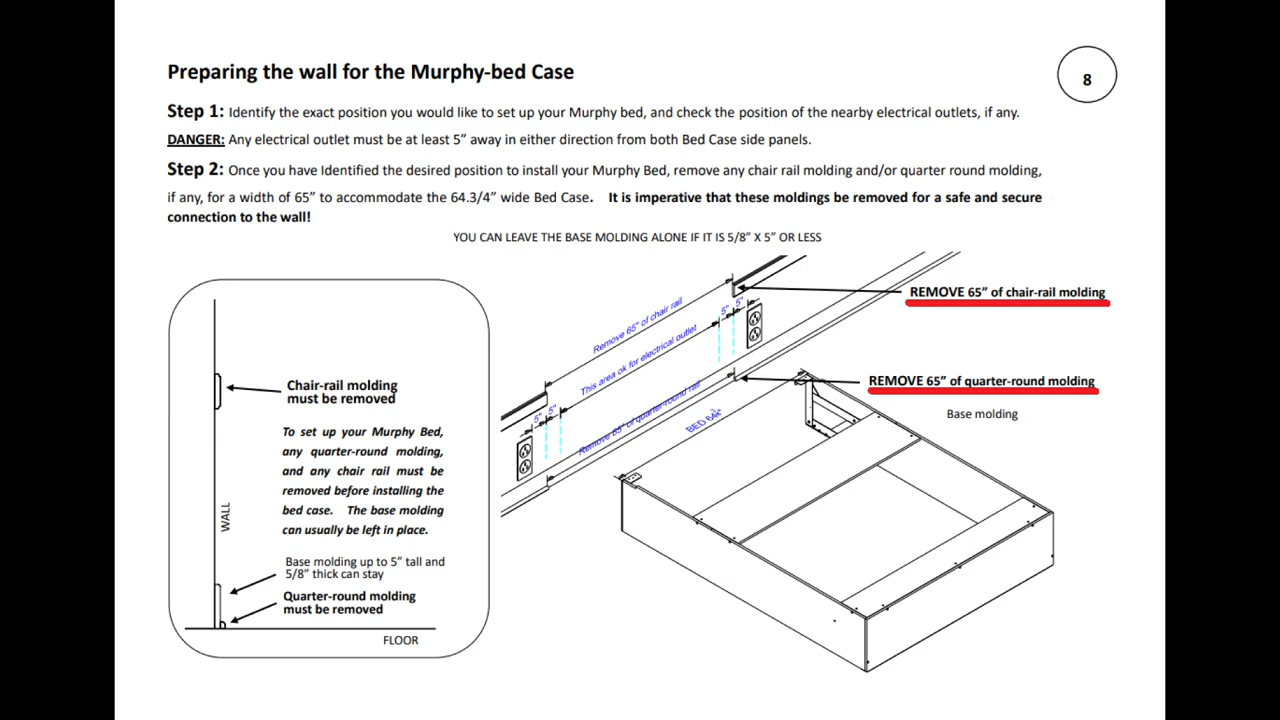 Preparing the wall for the Murphy-bed Case
8
Step 1: Identify the exact position you would like to set up your Murphy bed, and check the position of the nearby electrical outlets, if any.
DANGER: Any electrical outlet must be at least 5” away in either direction from both Bed Case side panels.
Step 2: Once you have Identified the desired position to install your Murphy Bed, remove any chair rail molding and/or quarter round molding,
if any, for a width of 65” to accommodate the 64.3/4” wide Bed Case. It is imperative that these moldings be removed for a safe and secure
connection to the wall!
YOU CAN LEAVE THE BASE MOLDING ALONE IF IT IS 5/8” X 5” OR LESS
REMOVE 65” of chair-rail molding
Remove 65" of chair rail
5"
5"
This area ok for electrical outlet
REMOVE 65” of quarter-round molding
Remove 65" of quarter-round rail
Base molding
5"
5"
BED 64¾"
Chair-rail molding
must be removed
To set up your Murphy Bed,
any quarter-round molding,
and any chair rail must be
removed before installing the
bed case. The base molding
can usually be left in place.
WALL
Base molding up to 5” tall and
5/8” thick can stay
Quarter-round molding
must be removed
FLOOR